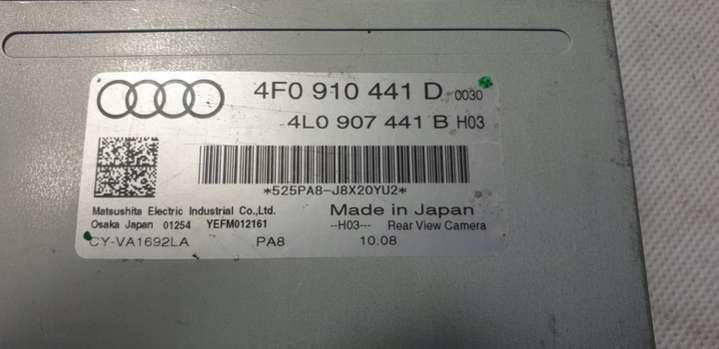 4F0 910 441 D 0030
4L0 907 441 B H03
*525PA8-J8X20YU2*
Matsushita Electric Industrial Co.,Ltd. Made in Japan
Osaka Japan 01254 YEFM012161 --H03--- Rear View Camera
CY-VA1692LA PA8 10.08